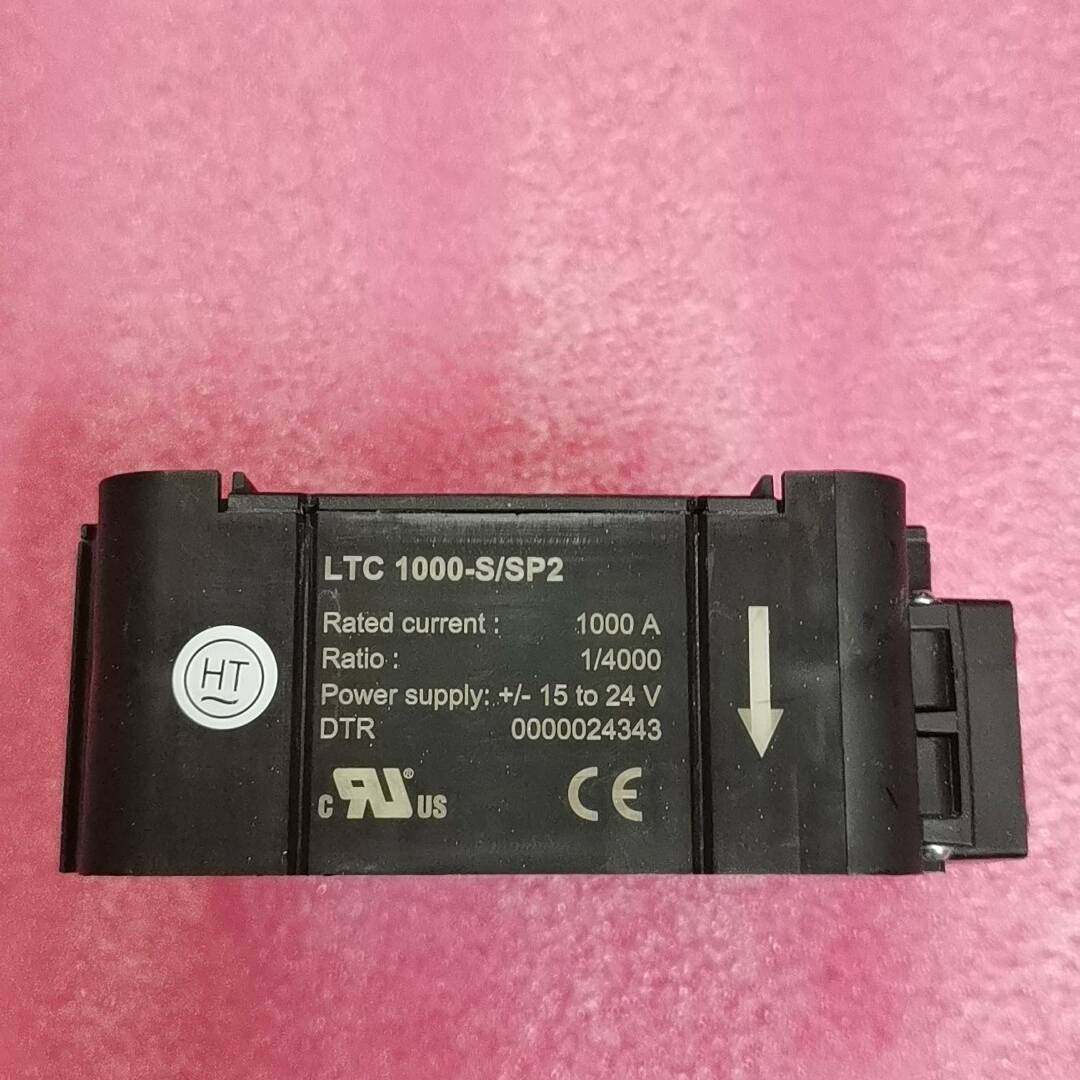 LTC 1000-S/SP2
Rated current : 1000 A
Ratio : 1/4000
Power supply: +/- 15 to 24 V
DTR 0000024343
HT
C RU® US CE